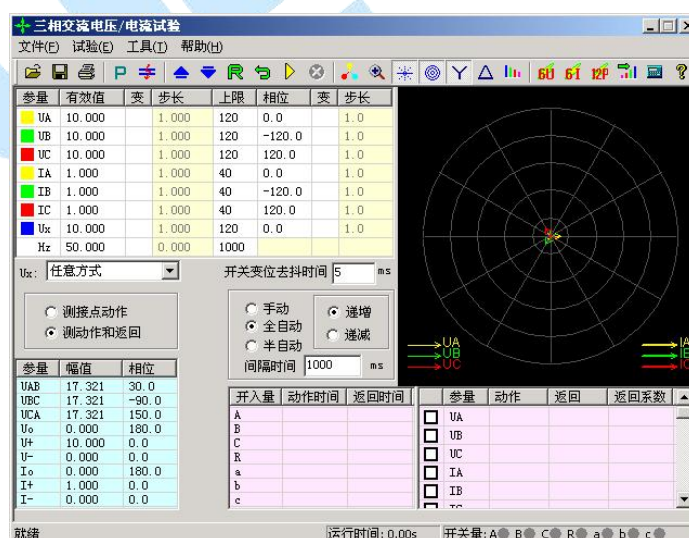 三相交流电压/电流试验
文件(F) 试验(E) 工具(T) 帮助(H)
P R 6U 6I 12P ?
参量 有效值 变 步长 上限 相位 变 步长
UA 10.000 1.000 120 0.0 1.0
UB 10.000 1.000 120 -120.0 1.0
UC 10.000 1.000 120 120.0 1.0
IA 1.000 1.000 40 0.0 1.0
IB 1.000 1.000 40 -120.0 1.0
IC 1.000 1.000 40 120.0 1.0
Ux 10.000 1.000 120 0.0 1.0
Hz 50.000 0.000 1000
Ux: 任意方式 开关变位去抖时间 5 ms
测接点动作
测动作和返回
手动
全自动
半自动
递增
递减
间隔时间 1000 ms
UA
UB
UC
IA
IB
IC
参量 幅值 相位
UAB 17.321 30.0
UBC 17.321 -90.0
UCA 17.321 150.0
Uo 0.000 180.0
U+ 10.000 0.0
U- 0.000 0.0
Io 0.000 180.0
I+ 1.000 0.0
I- 0.000 0.0
开入量 动作时间 返回时间
A
B
C
R
a
b
c
参量 动作 返回 返回系数
UA
UB
UC
IA
IB
IC
就绪 运行时间: 0.00s 开关量: A B C R a b c